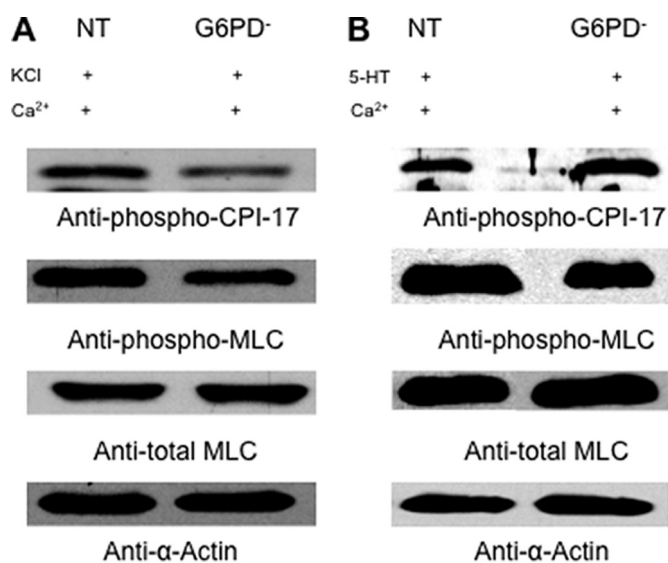 A NT G6PD⁻
KCl + +
Ca²⁺ + +
Anti-phospho-CPI-17
Anti-phospho-MLC
Anti-total MLC
Anti-α-Actin
B NT G6PD⁻
5-HT + +
Ca²⁺ + +
Anti-phospho-CPI-17
Anti-phospho-MLC
Anti-total MLC
Anti-α-Actin